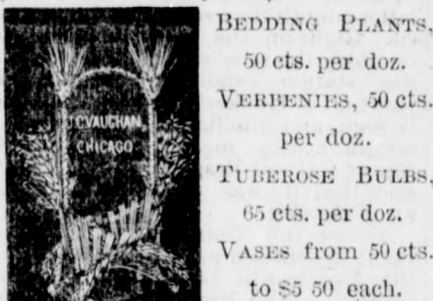 J.C. VAUGHAN
CHICAGO
BEDDING PLANTS,
50 cts. per doz.
VERBENIES, 50 cts.
per doz.
TUBEROSE BULBS,
65 cts. per doz.
VASES from 50 cts.
to $5 50 each.